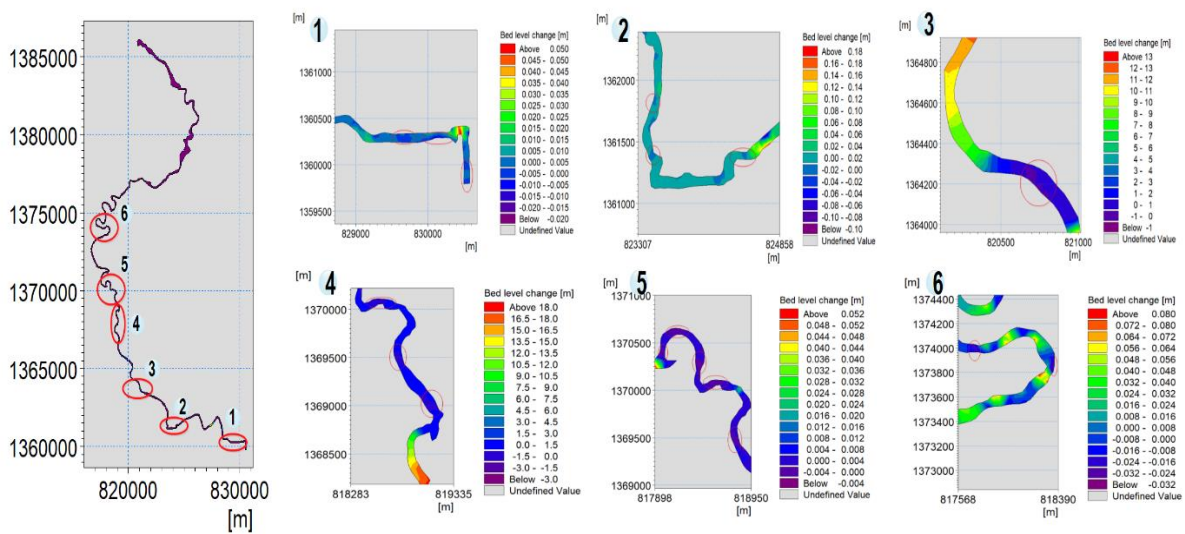 1385000
1380000
1375000
1370000
1365000
1360000
820000 830000
[m]
6
5
4
3
2
1
[m]
1
1361000
1360500
1360000
1359500
829000 830000
[m]
Bed level change [m]
Above 0.050
0.045 - 0.050
0.040 - 0.045
0.035 - 0.040
0.030 - 0.035
0.025 - 0.030
0.020 - 0.025
0.015 - 0.020
0.010 - 0.015
0.005 - 0.010
0.000 - 0.005
-0.005 - 0.000
-0.010 - -0.005
-0.015 - -0.010
-0.020 - -0.015
Below -0.020
Undefined Value
[m]
2
1362000
1361500
1361000
823307 824858
[m]
Bed level change [m]
Above 0.18
0.16 - 0.18
0.14 - 0.16
0.12 - 0.14
0.10 - 0.12
0.08 - 0.10
0.06 - 0.08
0.04 - 0.06
0.02 - 0.04
0.00 - 0.02
-0.02 - 0.00
-0.04 - -0.02
-0.06 - -0.04
-0.08 - -0.06
-0.10 - -0.08
Below -0.10
Undefined Value
[m]
3
1364800
1364600
1364400
1364200
1364000
820500 821000
[m]
Bed level change [m]
Above 13
12 - 13
11 - 12
10 - 11
9 - 10
8 - 9
7 - 8
6 - 7
5 - 6
4 - 5
3 - 4
2 - 3
1 - 2
0 - 1
-1 - 0
Below -1
Undefined Value
[m]
4
1370000
1369500
1369000
1368500
818283 819335
[m]
Bed level change [m]
Above 18.0
16.5 - 18.0
15.0 - 16.5
13.5 - 15.0
12.0 - 13.5
10.5 - 12.0
9.0 - 10.5
7.5 - 9.0
6.0 - 7.5
4.5 - 6.0
3.0 - 4.5
1.5 - 3.0
0.0 - 1.5
-1.5 - 0.0
-3.0 - -1.5
Below -3.0
Undefined Value
[m]
5
1371000
1370500
1370000
1369500
1369000
817898 818950
[m]
Bed level change [m]
Above 0.052
0.048 - 0.052
0.044 - 0.048
0.040 - 0.044
0.036 - 0.040
0.032 - 0.036
0.028 - 0.032
0.024 - 0.028
0.020 - 0.024
0.016 - 0.020
0.012 - 0.016
0.008 - 0.012
0.004 - 0.008
0.000 - 0.004
-0.004 - 0.000
Below -0.004
Undefined Value
[m]
6
1374400
1374200
1374000
1373800
1373600
1373400
1373200
1373000
817568 818390
[m]
Bed level change [m]
Above 0.080
0.072 - 0.080
0.064 - 0.072
0.056 - 0.064
0.048 - 0.056
0.040 - 0.048
0.032 - 0.040
0.024 - 0.032
0.016 - 0.024
0.008 - 0.016
0.000 - 0.008
-0.008 - 0.000
-0.016 - -0.008
-0.024 - -0.016
-0.032 - -0.024
Below -0.032
Undefined Value